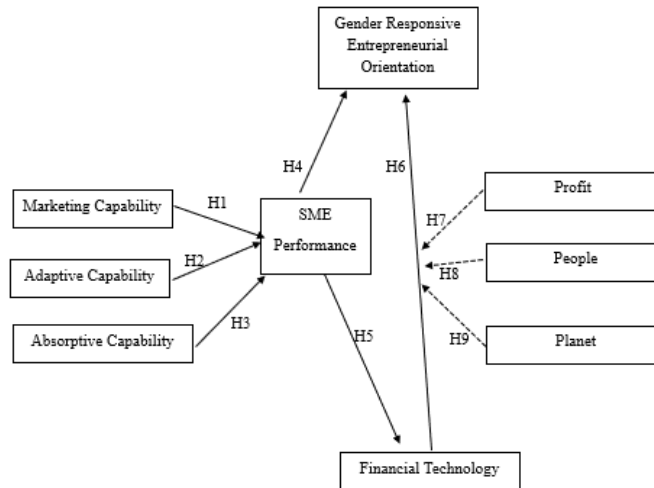 Gender Responsive
Entrepreneurial
Orientation
H4
H6
Marketing Capability
H1
SME
Performance
Profit
H7
Adaptive Capability
H2
People
H8
Absorptive Capability
H3
H5
H9
Planet
Financial Technology